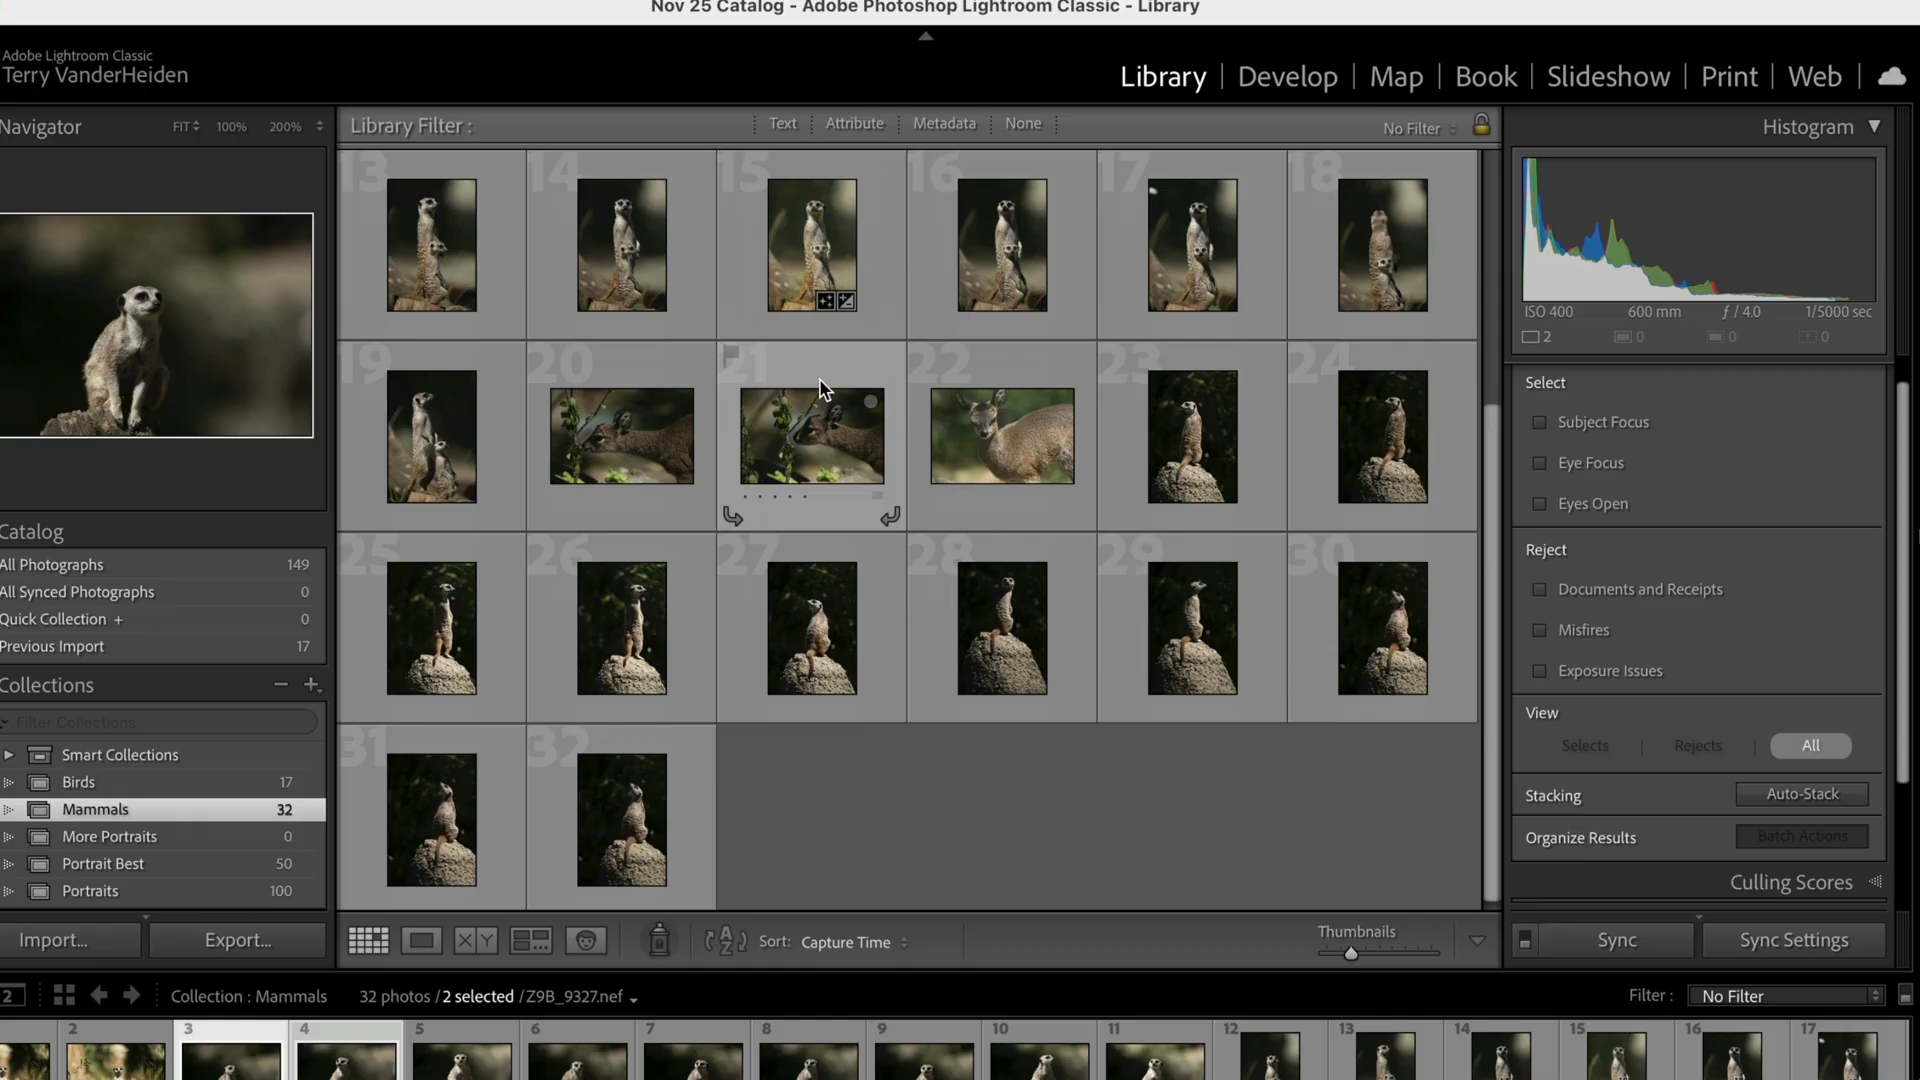 Nov 25 Catalog - Adobe Photoshop Lightroom Classic - Library
Adobe Lightroom Classic
Terry VanderHeiden
Library | Develop | Map | Book | Slideshow | Print | Web
Navigator
FIT
100%
200%
Library Filter :
Text
Attribute
Metadata
None
No Filter
Histogram
ISO 400
600 mm
ƒ / 4.0
1/5000 sec
2
0
0
0
13
14
15
16
17
18
19
20
21
22
23
24
25
26
27
28
29
30
31
32
Catalog
All Photographs 149
All Synced Photographs 0
Quick Collection + 0
Previous Import 17
Collections
Filter Collections
Smart Collections
Birds 17
Mammals 32
More Portraits 0
Portrait Best 50
Portraits 100
Import...
Export...
Select
Subject Focus
Eye Focus
Eyes Open
Reject
Documents and Receipts
Misfires
Exposure Issues
View
Selects | Rejects | All
Stacking
Auto-Stack
Organize Results
Batch Actions
Culling Scores
Sync
Sync Settings
X Y
Sort:
Capture Time
Thumbnails
2
Collection : Mammals
32 photos / 2 selected / Z9B_9327.nef
Filter :
No Filter
2
3
4
5
6
7
8
9
10
11
12
13
14
15
16
17